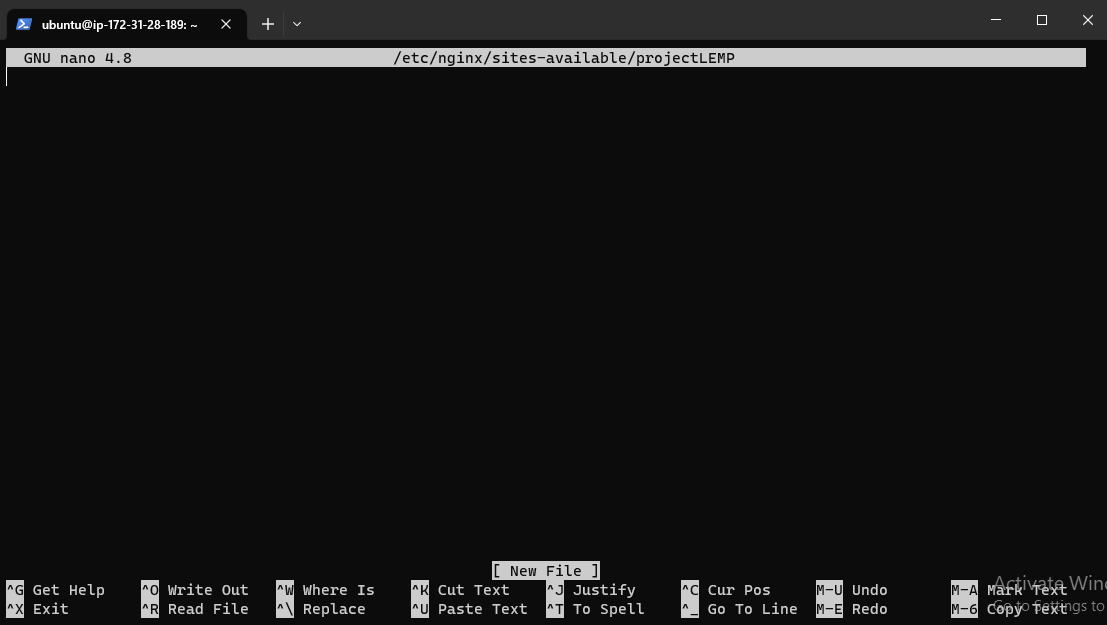 ubuntu@ip-172-31-28-189: ~
GNU nano 4.8 /etc/nginx/sites-available/projectLEMP
[ New File ]
^G Get Help ^O Write Out ^W Where Is ^K Cut Text ^J Justify ^C Cur Pos M-U Undo M-A Mark Text
^X Exit ^R Read File ^\ Replace ^U Paste Text ^T To Spell ^_ Go To Line M-E Redo M-6 Copy Text
Activate Wind
Go to Settings to